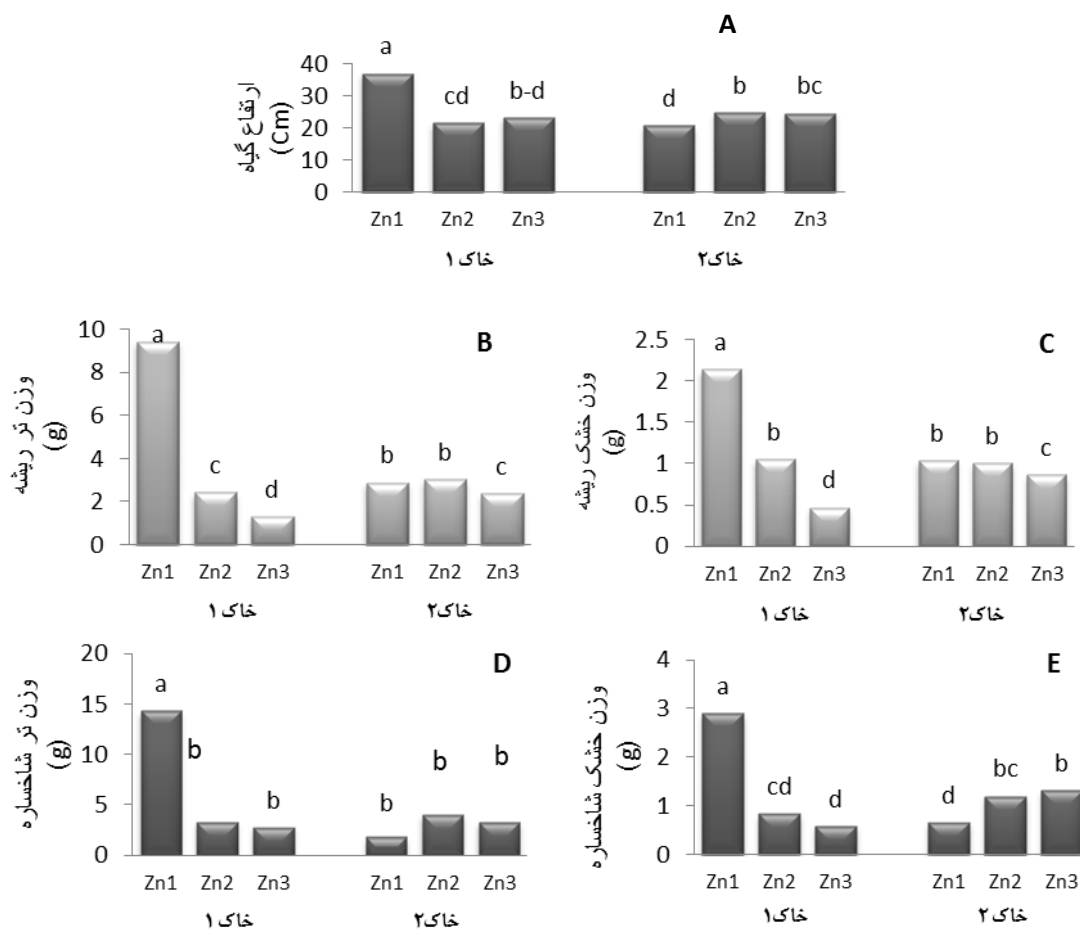 A
ارتفاع گیاه
(Cm)
40
30
20
10
0
a
cd
b-d
d
b
bc
Zn1 Zn2 Zn3 Zn1 Zn2 Zn3
خاک ۱ خاک۲
B
وزن تر ریشه
(g)
10
8
6
4
2
0
a
c
d
b
b
c
Zn1 Zn2 Zn3 Zn1 Zn2 Zn3
خاک ۱ خاک۲
C
وزن خشک ریشه
(g)
2.5
2
1.5
1
0.5
0
a
b
d
b
b
c
Zn1 Zn2 Zn3 Zn1 Zn2 Zn3
خاک ۱ خاک۲
D
وزن تر شاخساره
(g)
20
15
10
5
0
a
b
b
b
b
b
Zn1 Zn2 Zn3 Zn1 Zn2 Zn3
خاک ۱ خاک۲
E
وزن خشک شاخساره
(g)
4
3
2
1
0
a
cd
d
d
bc
b
Zn1 Zn2 Zn3 Zn1 Zn2 Zn3
خاک۱ خاک ۲